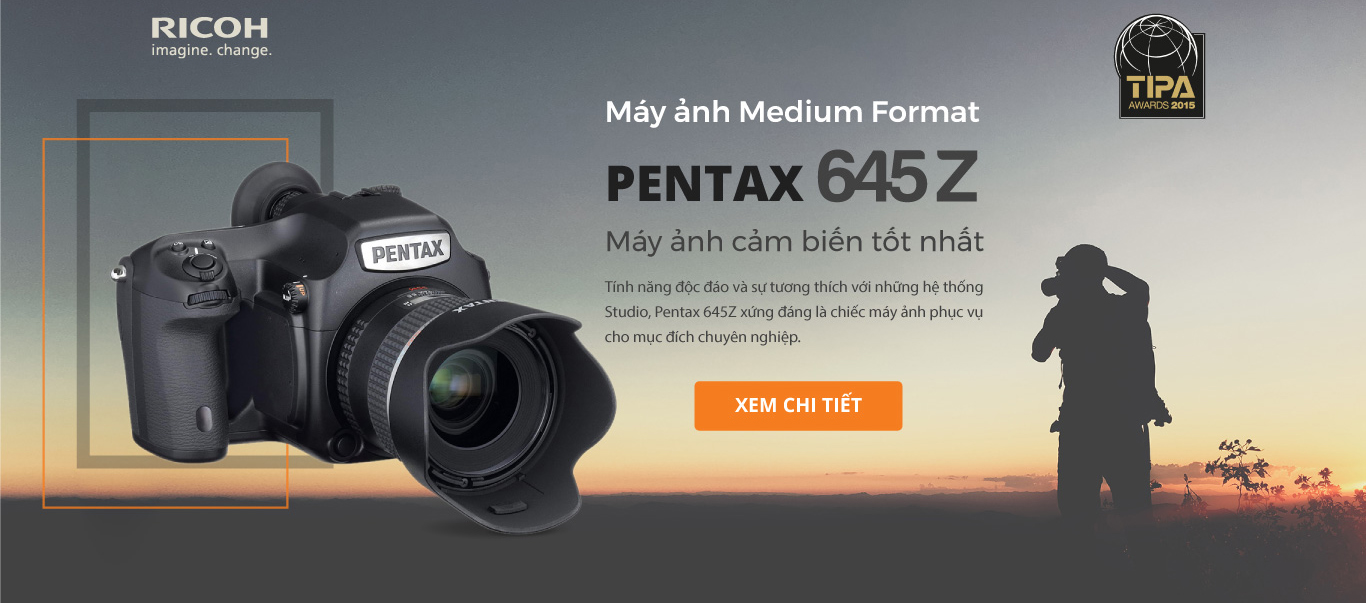 RICOH
imagine. change.
TIPA
AWARDS 2015
Máy ảnh Medium Format
PENTAX 645Z
Máy ảnh cảm biến tốt nhất
Tính năng độc đáo và sự tương thích với những hệ thống
Studio, Pentax 645Z xứng đáng là chiếc máy ảnh phục vụ
cho mục đích chuyên nghiệp.
XEM CHI TIẾT
PENTAX
PENTAX